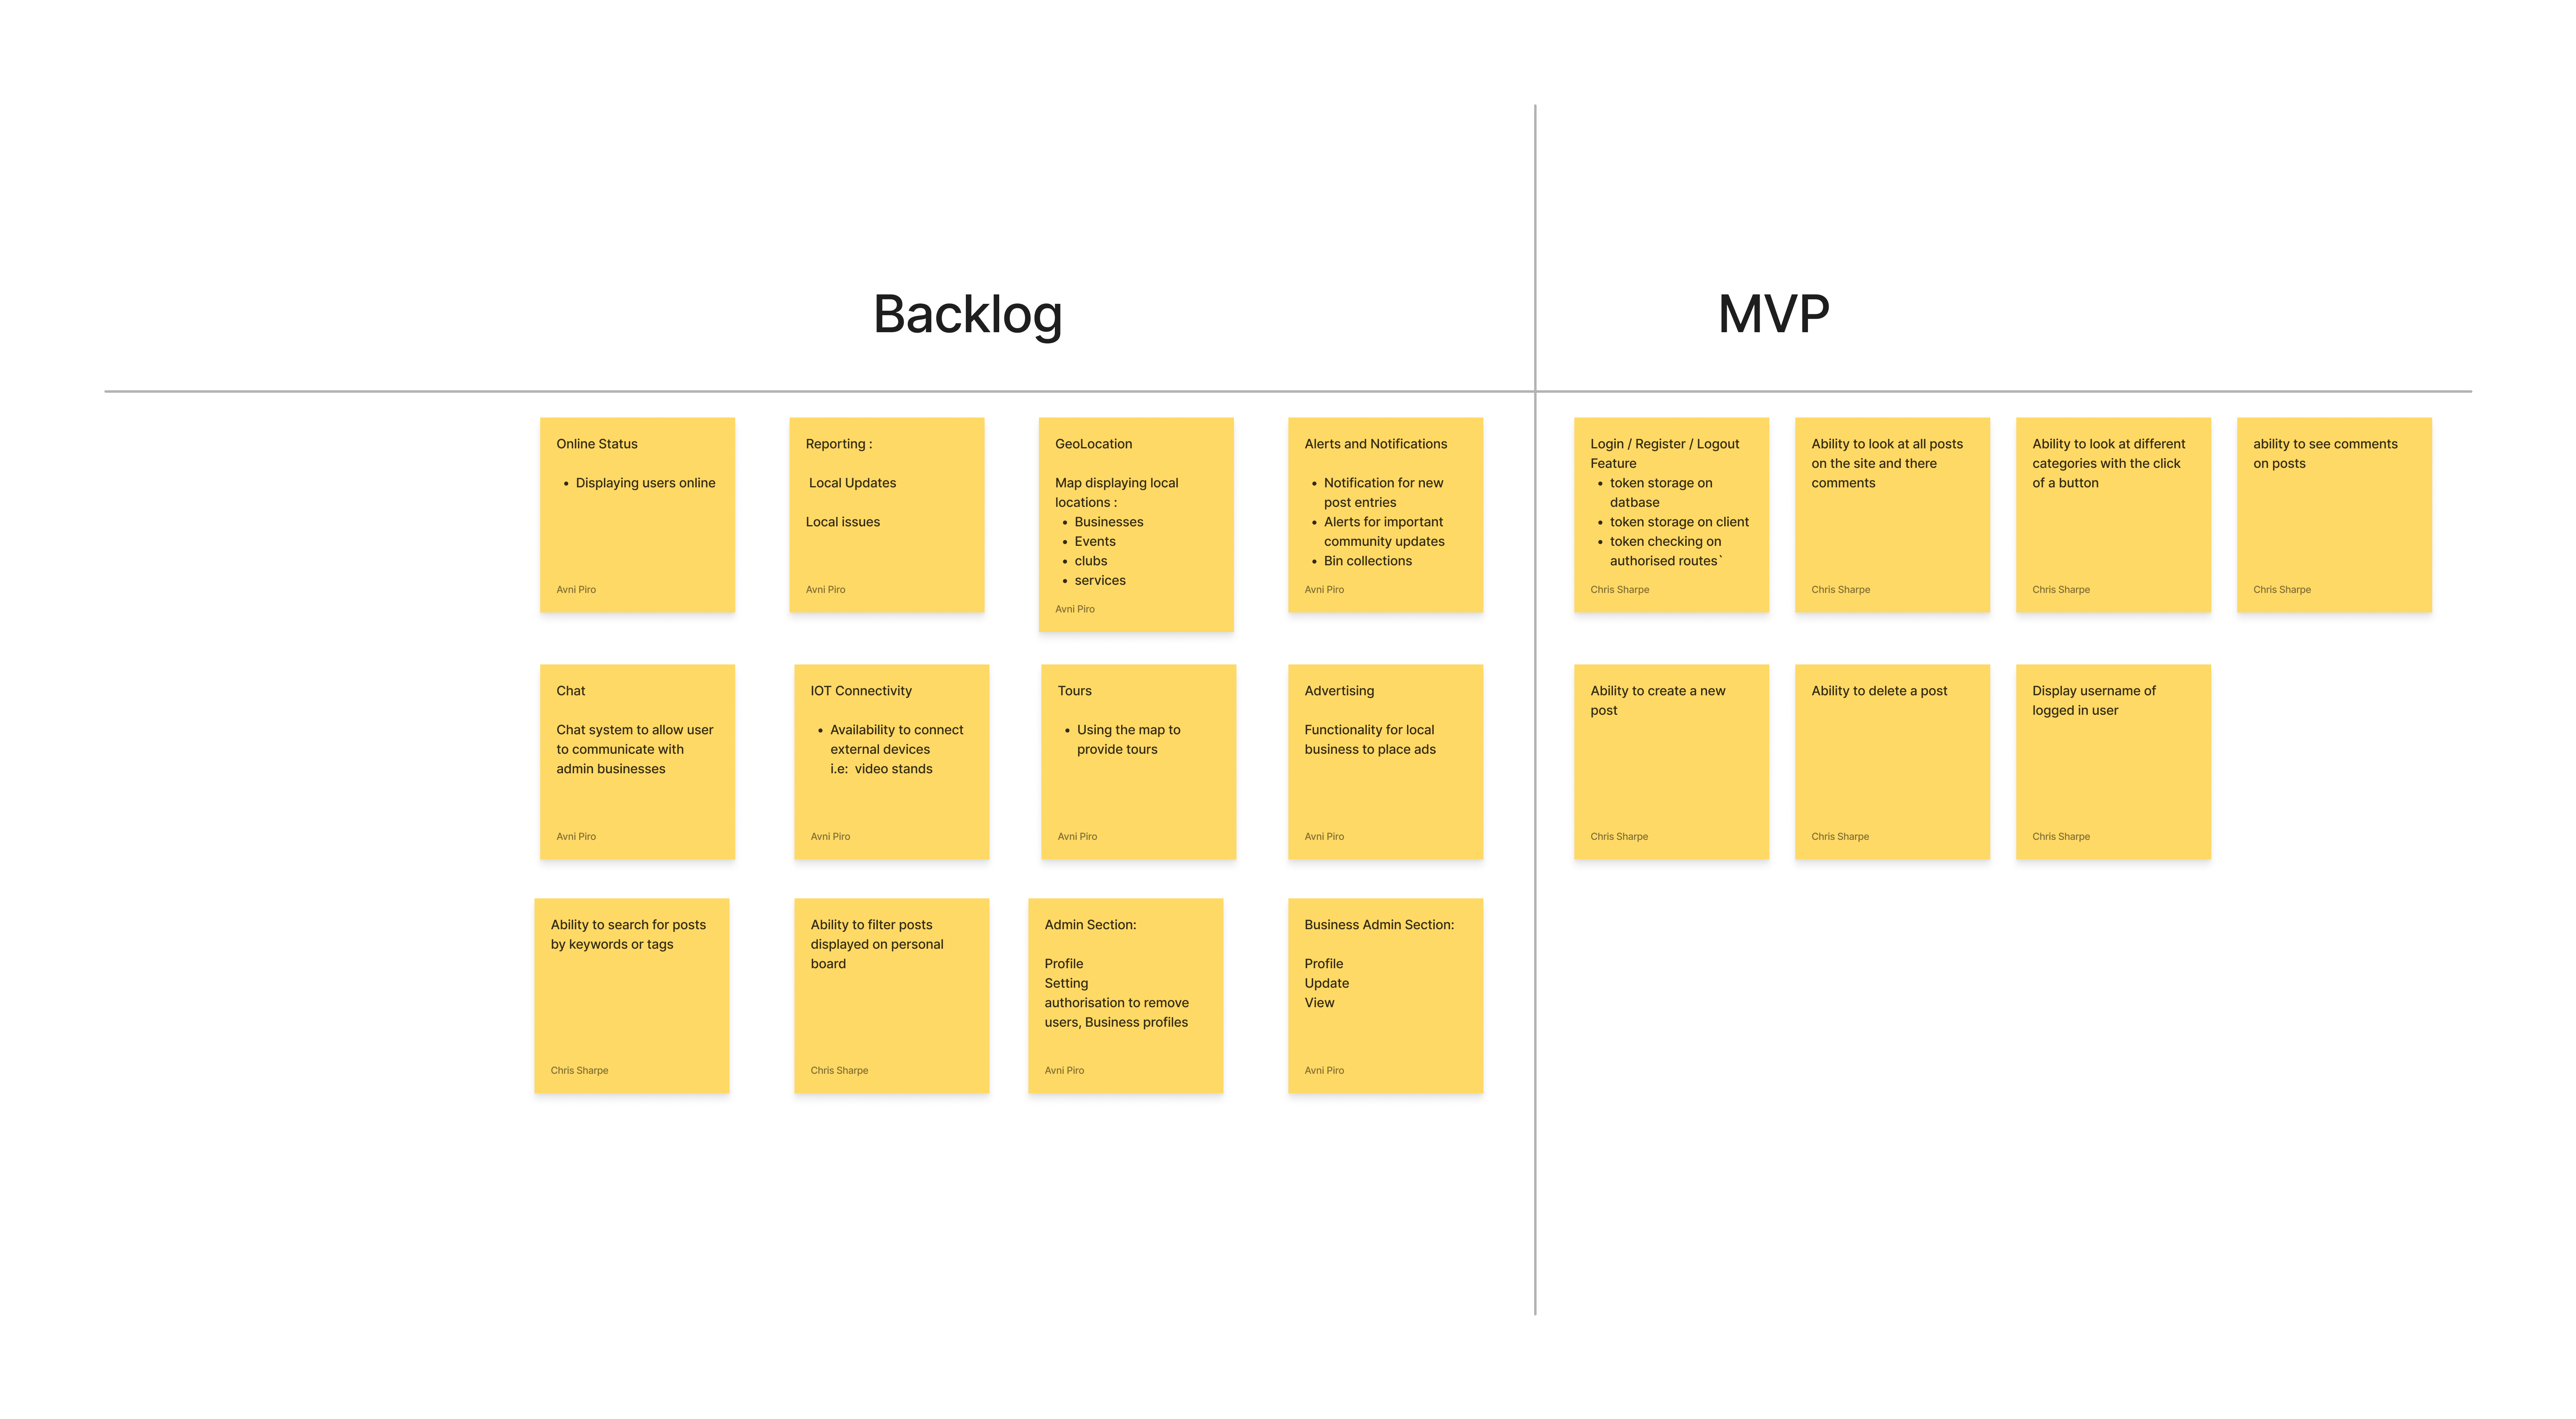 Backlog
MVP
Online Status
• Displaying users online
Avni Piro
Reporting :
Local Updates
Local issues
Avni Piro
GeoLocation
Map displaying local
locations :
• Businesses
• Events
• clubs
• services
Avni Piro
Alerts and Notifications
• Notification for new
post entries
• Alerts for important
community updates
• Bin collections
Avni Piro
Login / Register / Logout
Feature
• token storage on
datbase
• token storage on client
• token checking on
authorised routes`
Chris Sharpe
Ability to look at all posts
on the site and there
comments
Chris Sharpe
Ability to look at different
categories with the click
of a button
Chris Sharpe
ability to see comments
on posts
Chris Sharpe
Chat
Chat system to allow user
to communicate with
admin businesses
Avni Piro
IOT Connectivity
• Availability to connect
external devices
i.e:  video stands
Avni Piro
Tours
• Using the map to
provide tours
Avni Piro
Advertising
Functionality for local
business to place ads
Avni Piro
Ability to create a new
post
Chris Sharpe
Ability to delete a post
Chris Sharpe
Display username of
logged in user
Chris Sharpe
Ability to search for posts
by keywords or tags
Chris Sharpe
Ability to filter posts
displayed on personal
board
Chris Sharpe
Admin Section:
Profile
Setting
authorisation to remove
users, Business profiles
Avni Piro
Business Admin Section:
Profile
Update
View
Avni Piro